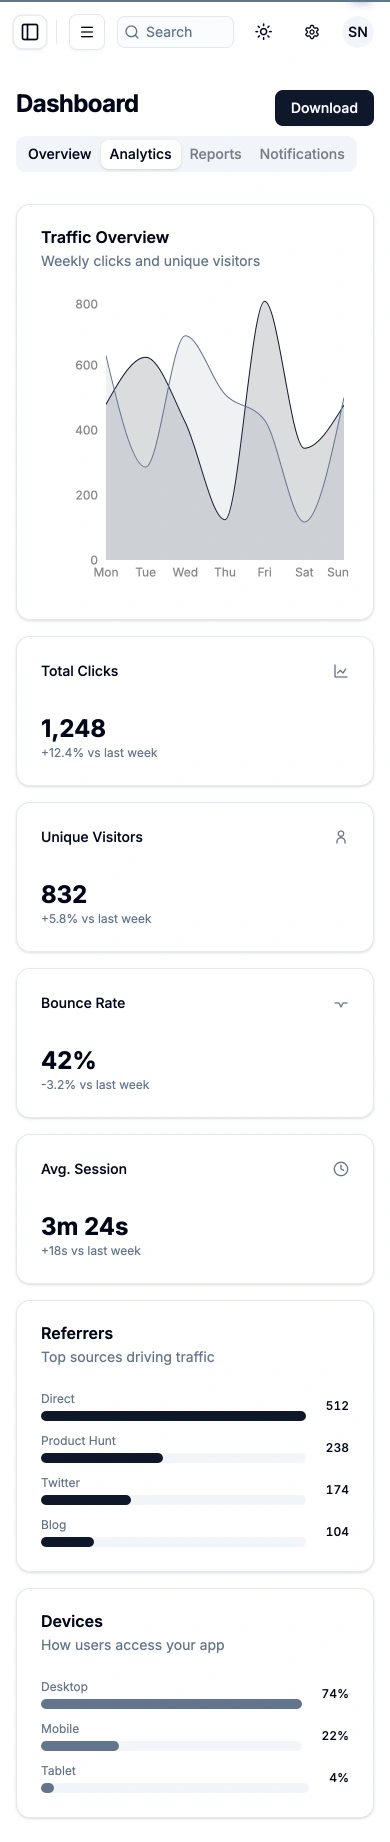 Search
SN
Dashboard
Download
Overview Analytics Reports Notifications
Traffic Overview
Weekly clicks and unique visitors
800
600
400
200
0
Mon Tue Wed Thu Fri Sat Sun
Total Clicks
1,248
+12.4% vs last week
Unique Visitors
832
+5.8% vs last week
Bounce Rate
42%
-3.2% vs last week
Avg. Session
3m 24s
+18s vs last week
Referrers
Top sources driving traffic
Direct
512
Product Hunt
238
Twitter
174
Blog
104
Devices
How users access your app
Desktop
74%
Mobile
22%
Tablet
4%